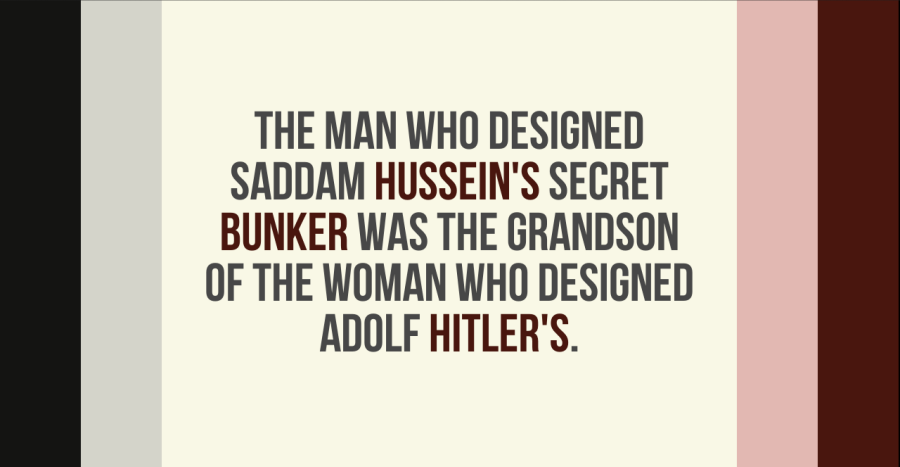 THE MAN WHO DESIGNED
SADDAM HUSSEIN'S SECRET
BUNKER WAS THE GRANDSON
OF THE WOMAN WHO DESIGNED
ADOLF HITLER'S.